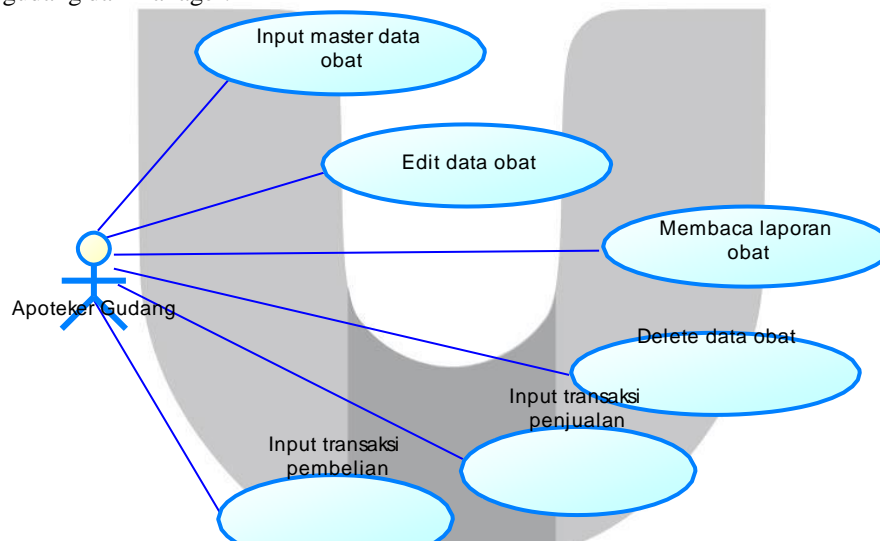 Input master data
obat
Edit data obat
Membaca laporan
obat
Apoteker Gudang
Delete data obat
Input transaksi
penjualan
Input transaksi
pembelian